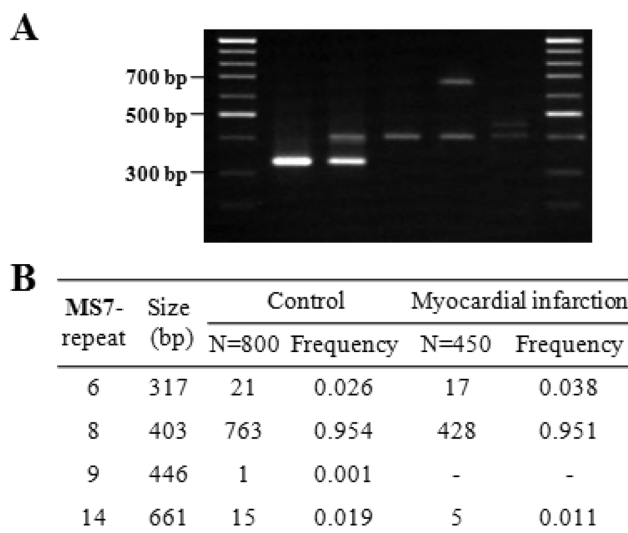 A
700 bp
500 bp
300 bp
B
MS7-repeat Size (bp) Control Myocardial infarction
N=800 Frequency N=450 Frequency
6 317 21 0.026 17 0.038
8 403 763 0.954 428 0.951
9 446 1 0.001 - -
14 661 15 0.019 5 0.011